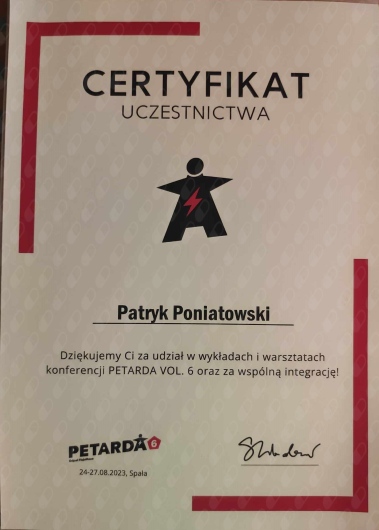 CERTYFIKAT
UCZESTNICTWA
Patryk Poniatowski
Dziękujemy Ci za udział w wykładach i warsztatach
konferencji PETARDA VOL. 6 oraz za wspólną integrację!
PETARDA 6
24-27.08.2023, Spała